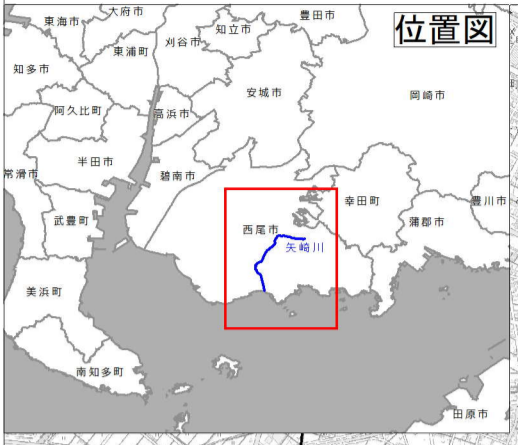 位置図
大府市
東海市
豊田市
知立市
刈谷市
東浦町
知多市
安城市
岡崎市
阿久比町
高浜市
半田市
常滑市
碧南市
幸田町
豊川市
武豊町
西尾市
蒲郡市
矢崎川
美浜町
南知多町
田原市